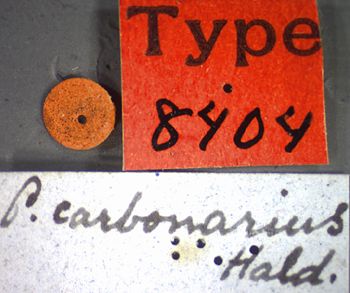 Type
8404
P. carbonarius
Hald.